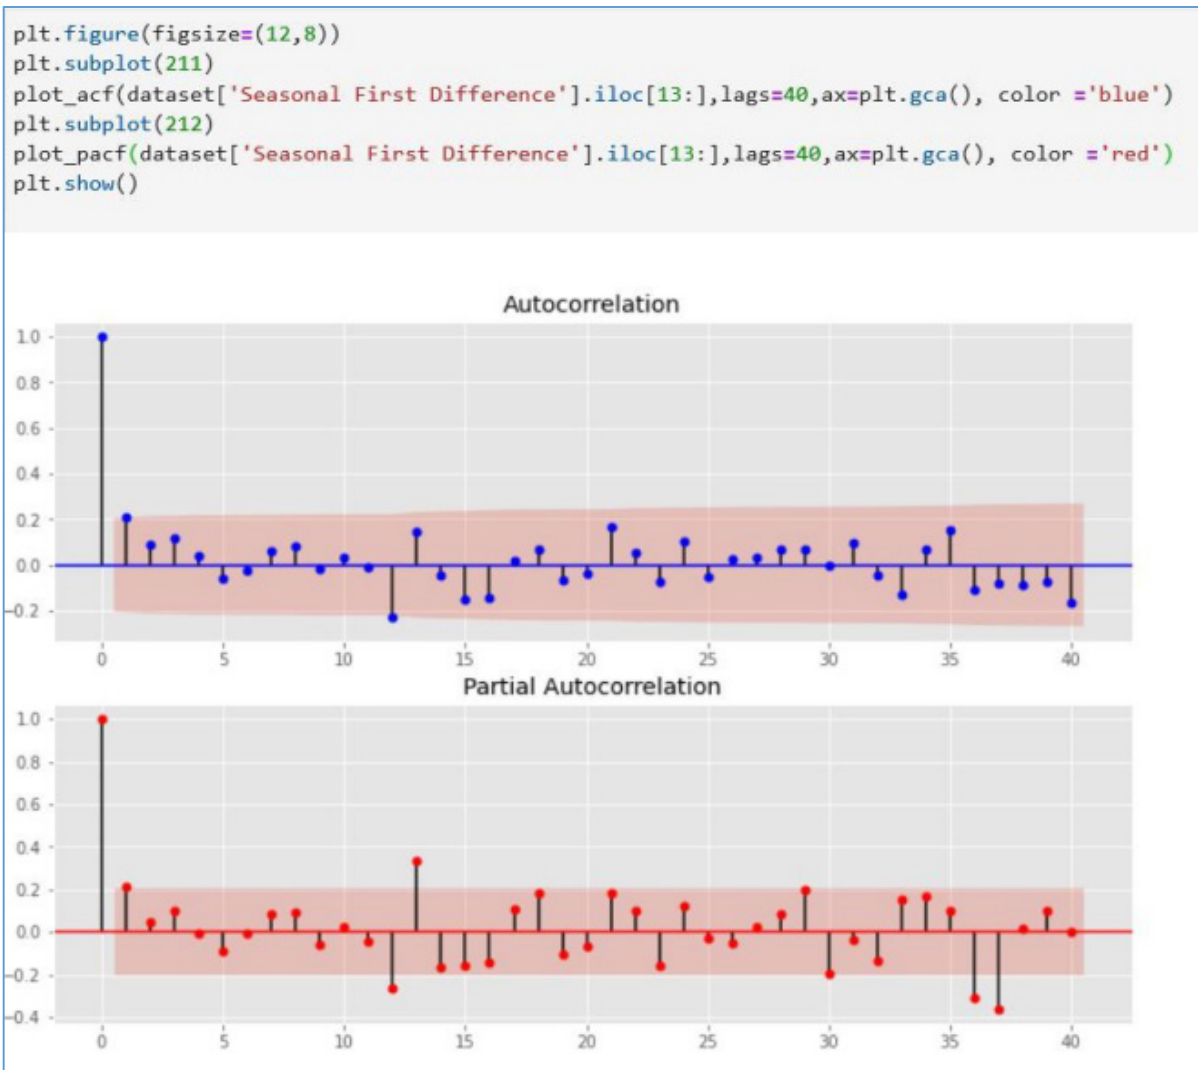 plt.figure(figsize=(12,8))
plt.subplot(211)
plot_acf(dataset['Seasonal First Difference'].iloc[13:],lags=40,ax=plt.gca(), color ='blue')
plt.subplot(212)
plot_pacf(dataset['Seasonal First Difference'].iloc[13:],lags=40,ax=plt.gca(), color ='red')
plt.show()
Autocorrelation
1.0
0.8
0.6
0.4
0.2
0.0
−0.2
0 5 10 15 20 25 30 35 40
Partial Autocorrelation
1.0
0.8
0.6
0.4
0.2
0.0
−0.2
−0.4
0 5 10 15 20 25 30 35 40